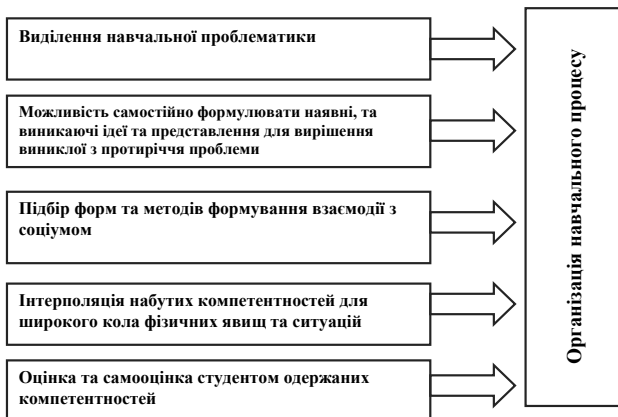 Виділення навчальної проблематики
Можливість самостійно формулювати наявні, та
виникаючі ідеї та представлення для вирішення
виниклої з протиріччя проблеми
Підбір форм та методів формування взаємодії з
соціумом
Інтерполяція набутих компетентностей для
широкого кола фізичних явищ та ситуацій
Оцінка та самооцінка студентом одержаних
компетентностей
Організація навчального процесу